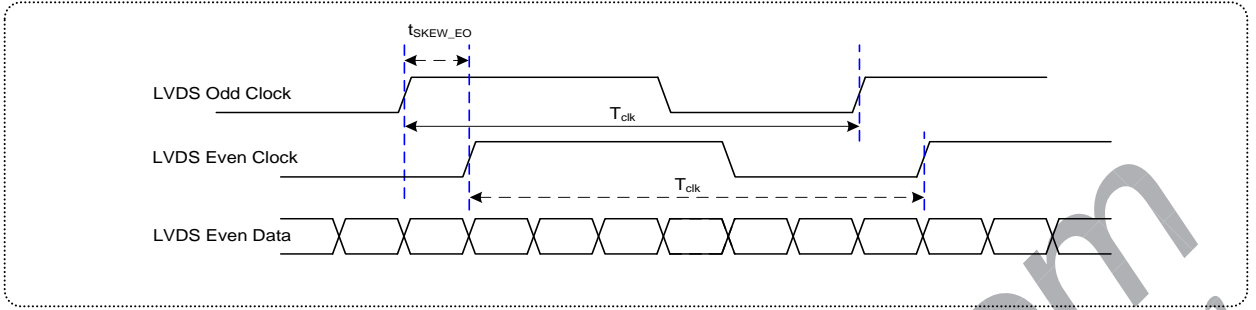 tSKEW_EO
LVDS Odd Clock
Tclk
LVDS Even Clock
Tclk
LVDS Even Data